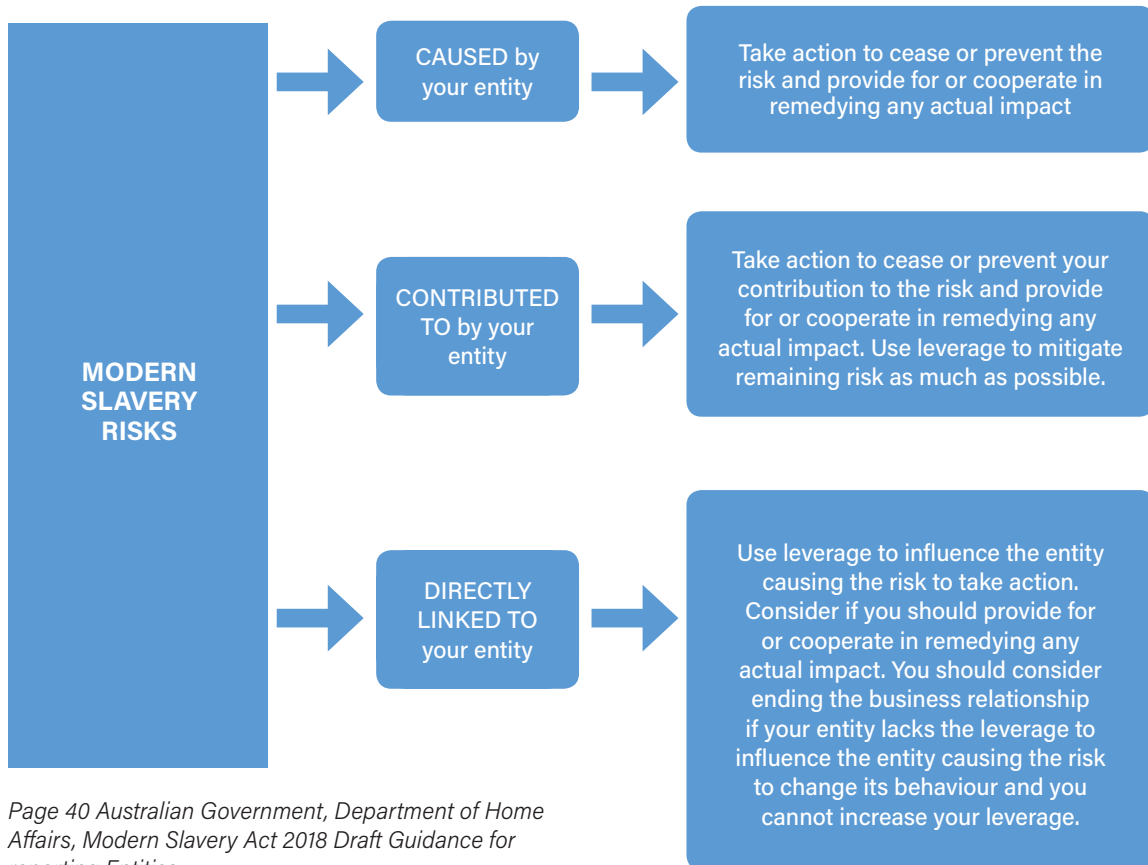 MODERN
SLAVERY
RISKS
CAUSED by
your entity
Take action to cease or prevent the
risk and provide for or cooperate in
remedying any actual impact
CONTRIBUTED
TO by your
entity
Take action to cease or prevent your
contribution to the risk and provide
for or cooperate in remedying any
actual impact. Use leverage to mitigate
remaining risk as much as possible.
DIRECTLY
LINKED TO
your entity
Use leverage to influence the entity
causing the risk to take action.
Consider if you should provide for
or cooperate in remedying any
actual impact. You should consider
ending the business relationship
if your entity lacks the leverage to
influence the entity causing the risk
to change its behaviour and you
cannot increase your leverage.
Page 40 Australian Government, Department of Home
Affairs, Modern Slavery Act 2018 Draft Guidance for
reporting Entities